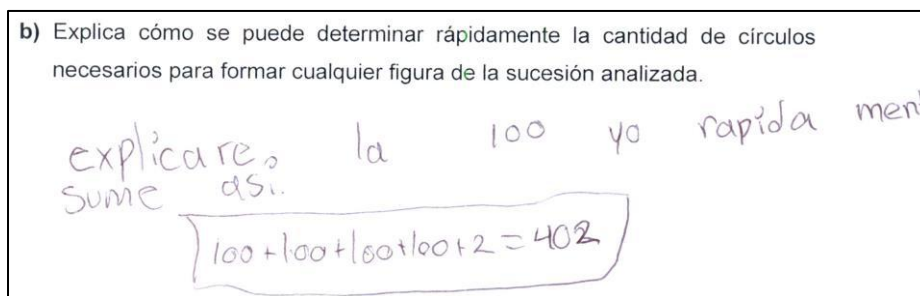 b) Explica cómo se puede determinar rápidamente la cantidad de círculos
necesarios para formar cualquier figura de la sucesión analizada.
explicare. la 100 yo rapida men
sume asi.
100+100+100+100+2=402